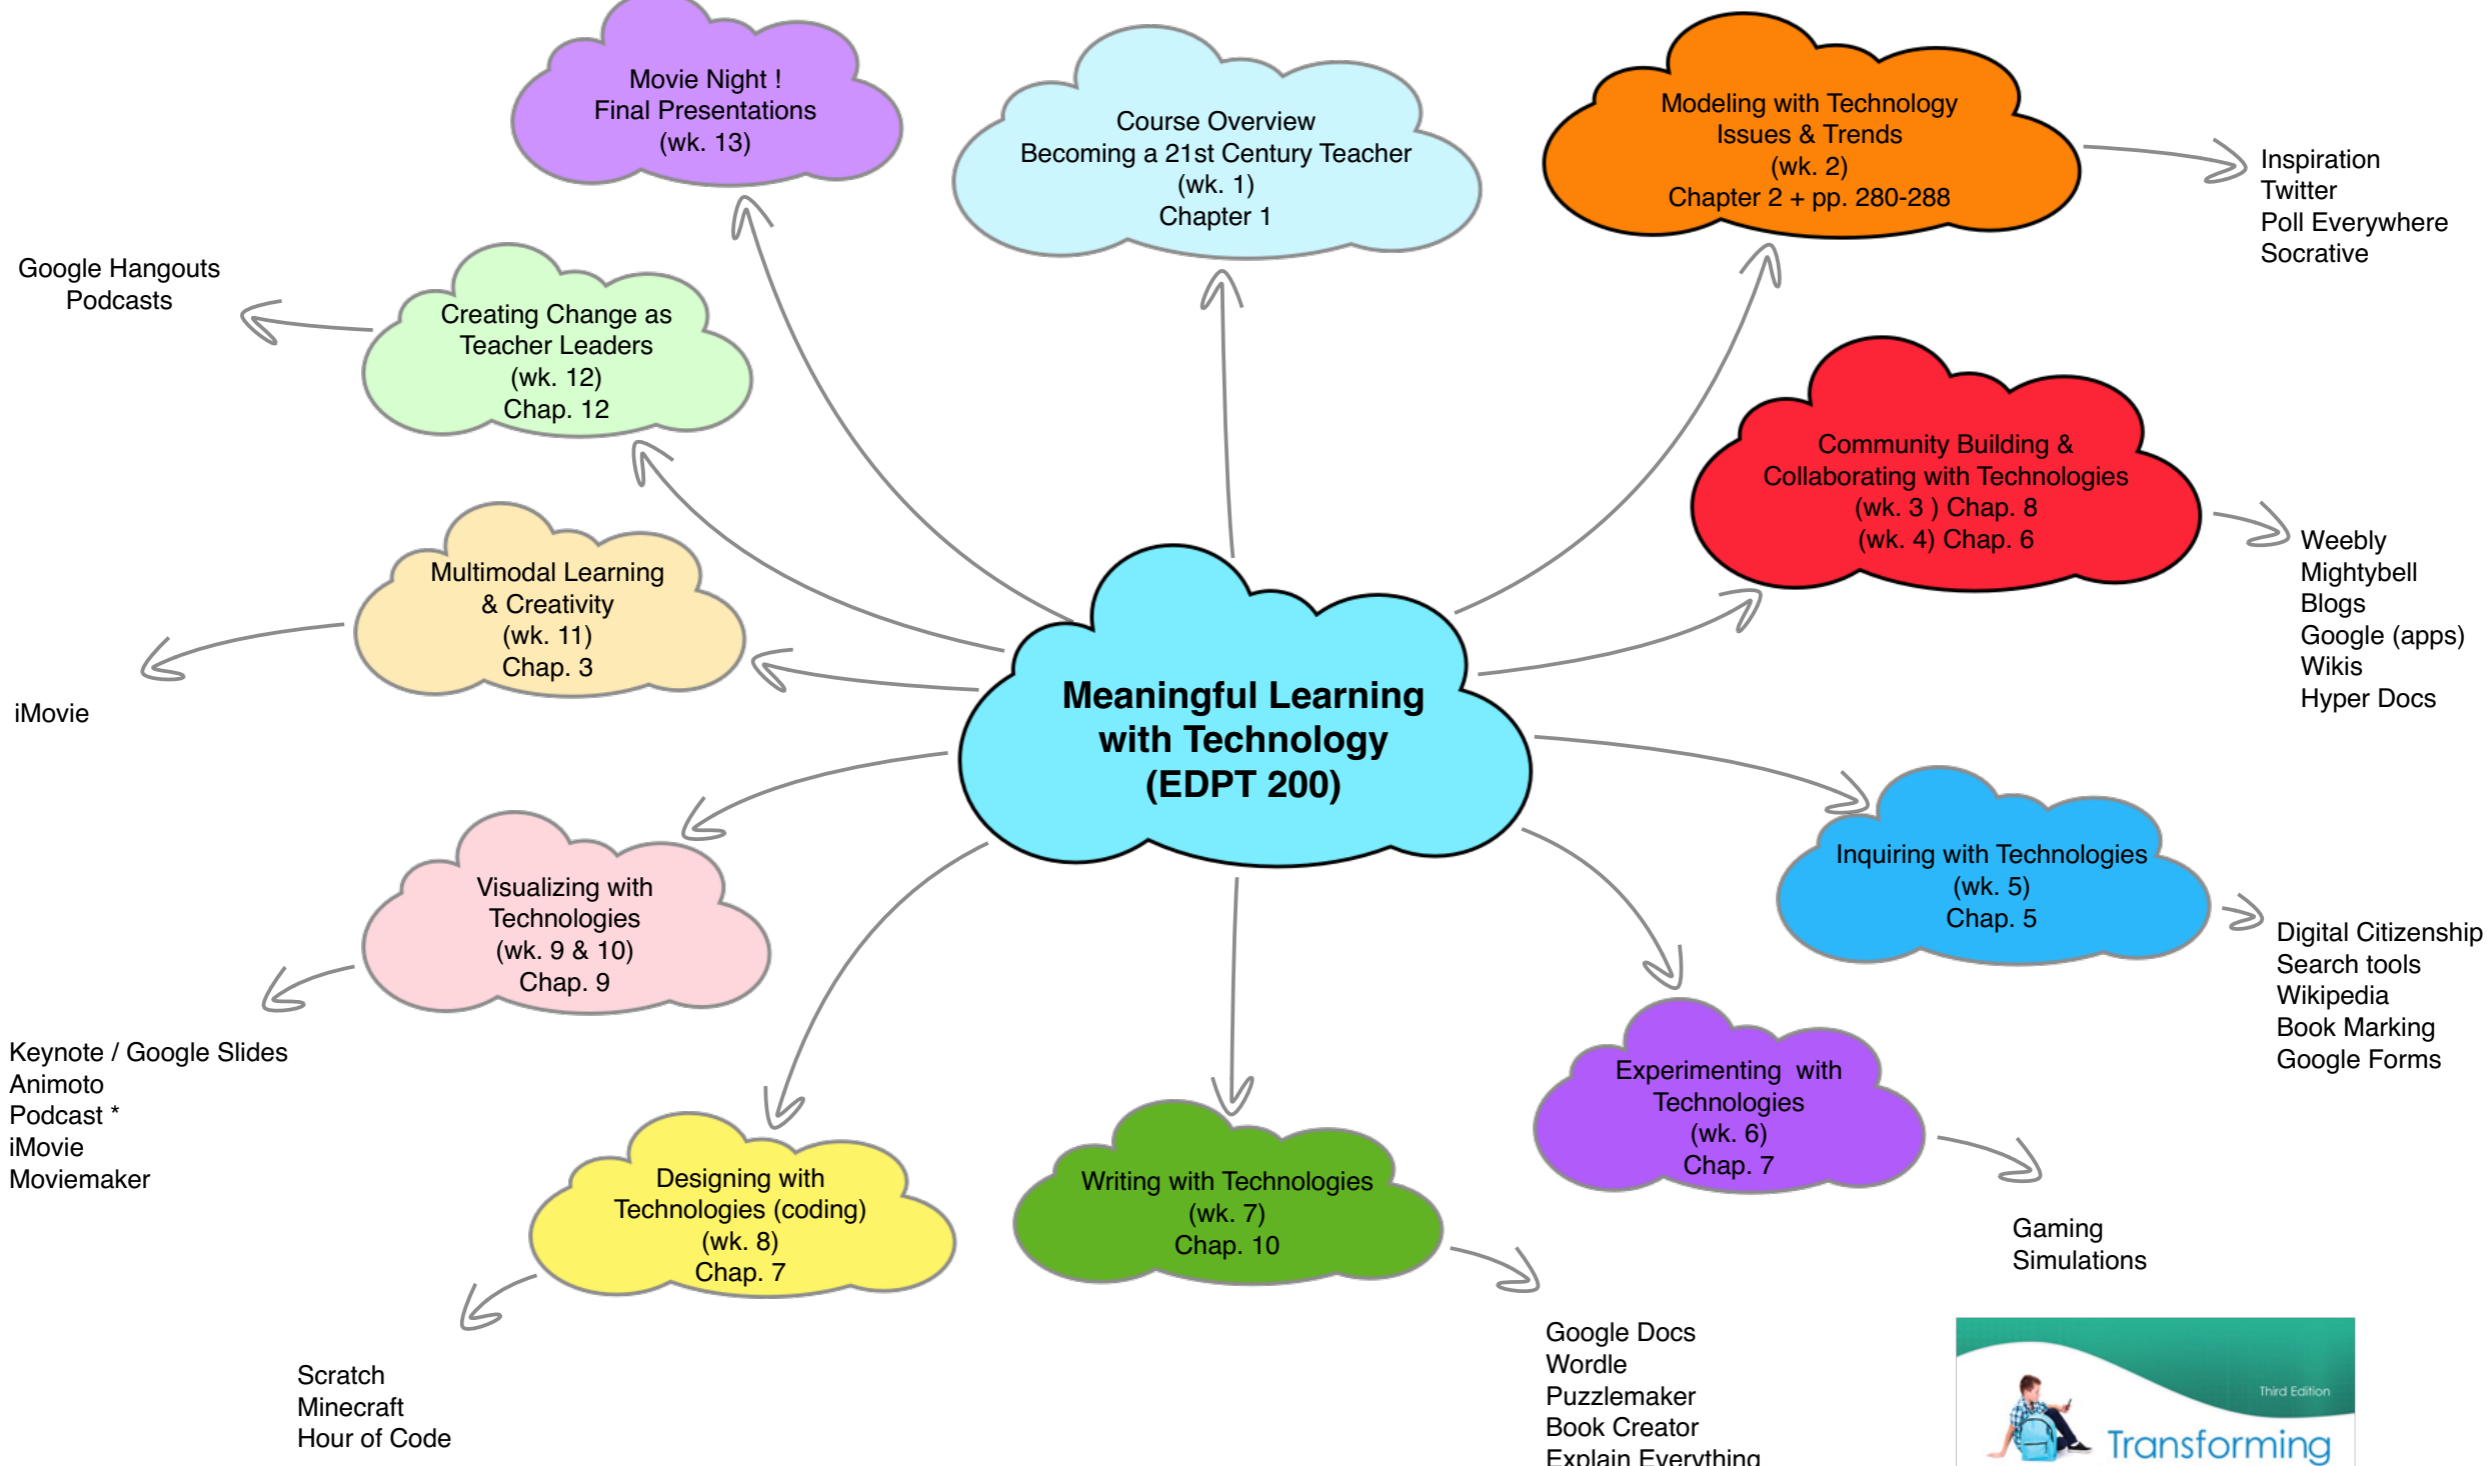 Movie Night !
Final Presentations
(wk. 13)
Course Overview
Becoming a 21st Century Teacher
(wk. 1)
Chapter 1
Modeling with Technology
Issues & Trends
(wk. 2)
Chapter 2 + pp. 280-288
Inspiration
Twitter
Poll Everywhere
Socrative
Google Hangouts
Podcasts
Creating Change as
Teacher Leaders
(wk. 12)
Chap. 12
Community Building &
Collaborating with Technologies
(wk. 3 ) Chap. 8
(wk. 4) Chap. 6
Weebly
Mightybell
Blogs
Google (apps)
Wikis
Hyper Docs
Multimodal Learning
& Creativity
(wk. 11)
Chap. 3
iMovie
Meaningful Learning
with Technology
(EDPT 200)
Inquiring with Technologies
(wk. 5)
Chap. 5
Digital Citizenship
Search tools
Wikipedia
Book Marking
Google Forms
Visualizing with
Technologies
(wk. 9 & 10)
Chap. 9
Keynote / Google Slides
Animoto
Podcast *
iMovie
Moviemaker
Experimenting  with
Technologies
(wk. 6)
Chap. 7
Gaming
Simulations
Designing with
Technologies (coding)
(wk. 8)
Chap. 7
Scratch
Minecraft
Hour of Code
Writing with Technologies
(wk. 7)
Chap. 10
Google Docs
Wordle
Puzzlemaker
Book Creator
Explain Everything
Third Edition
Transforming